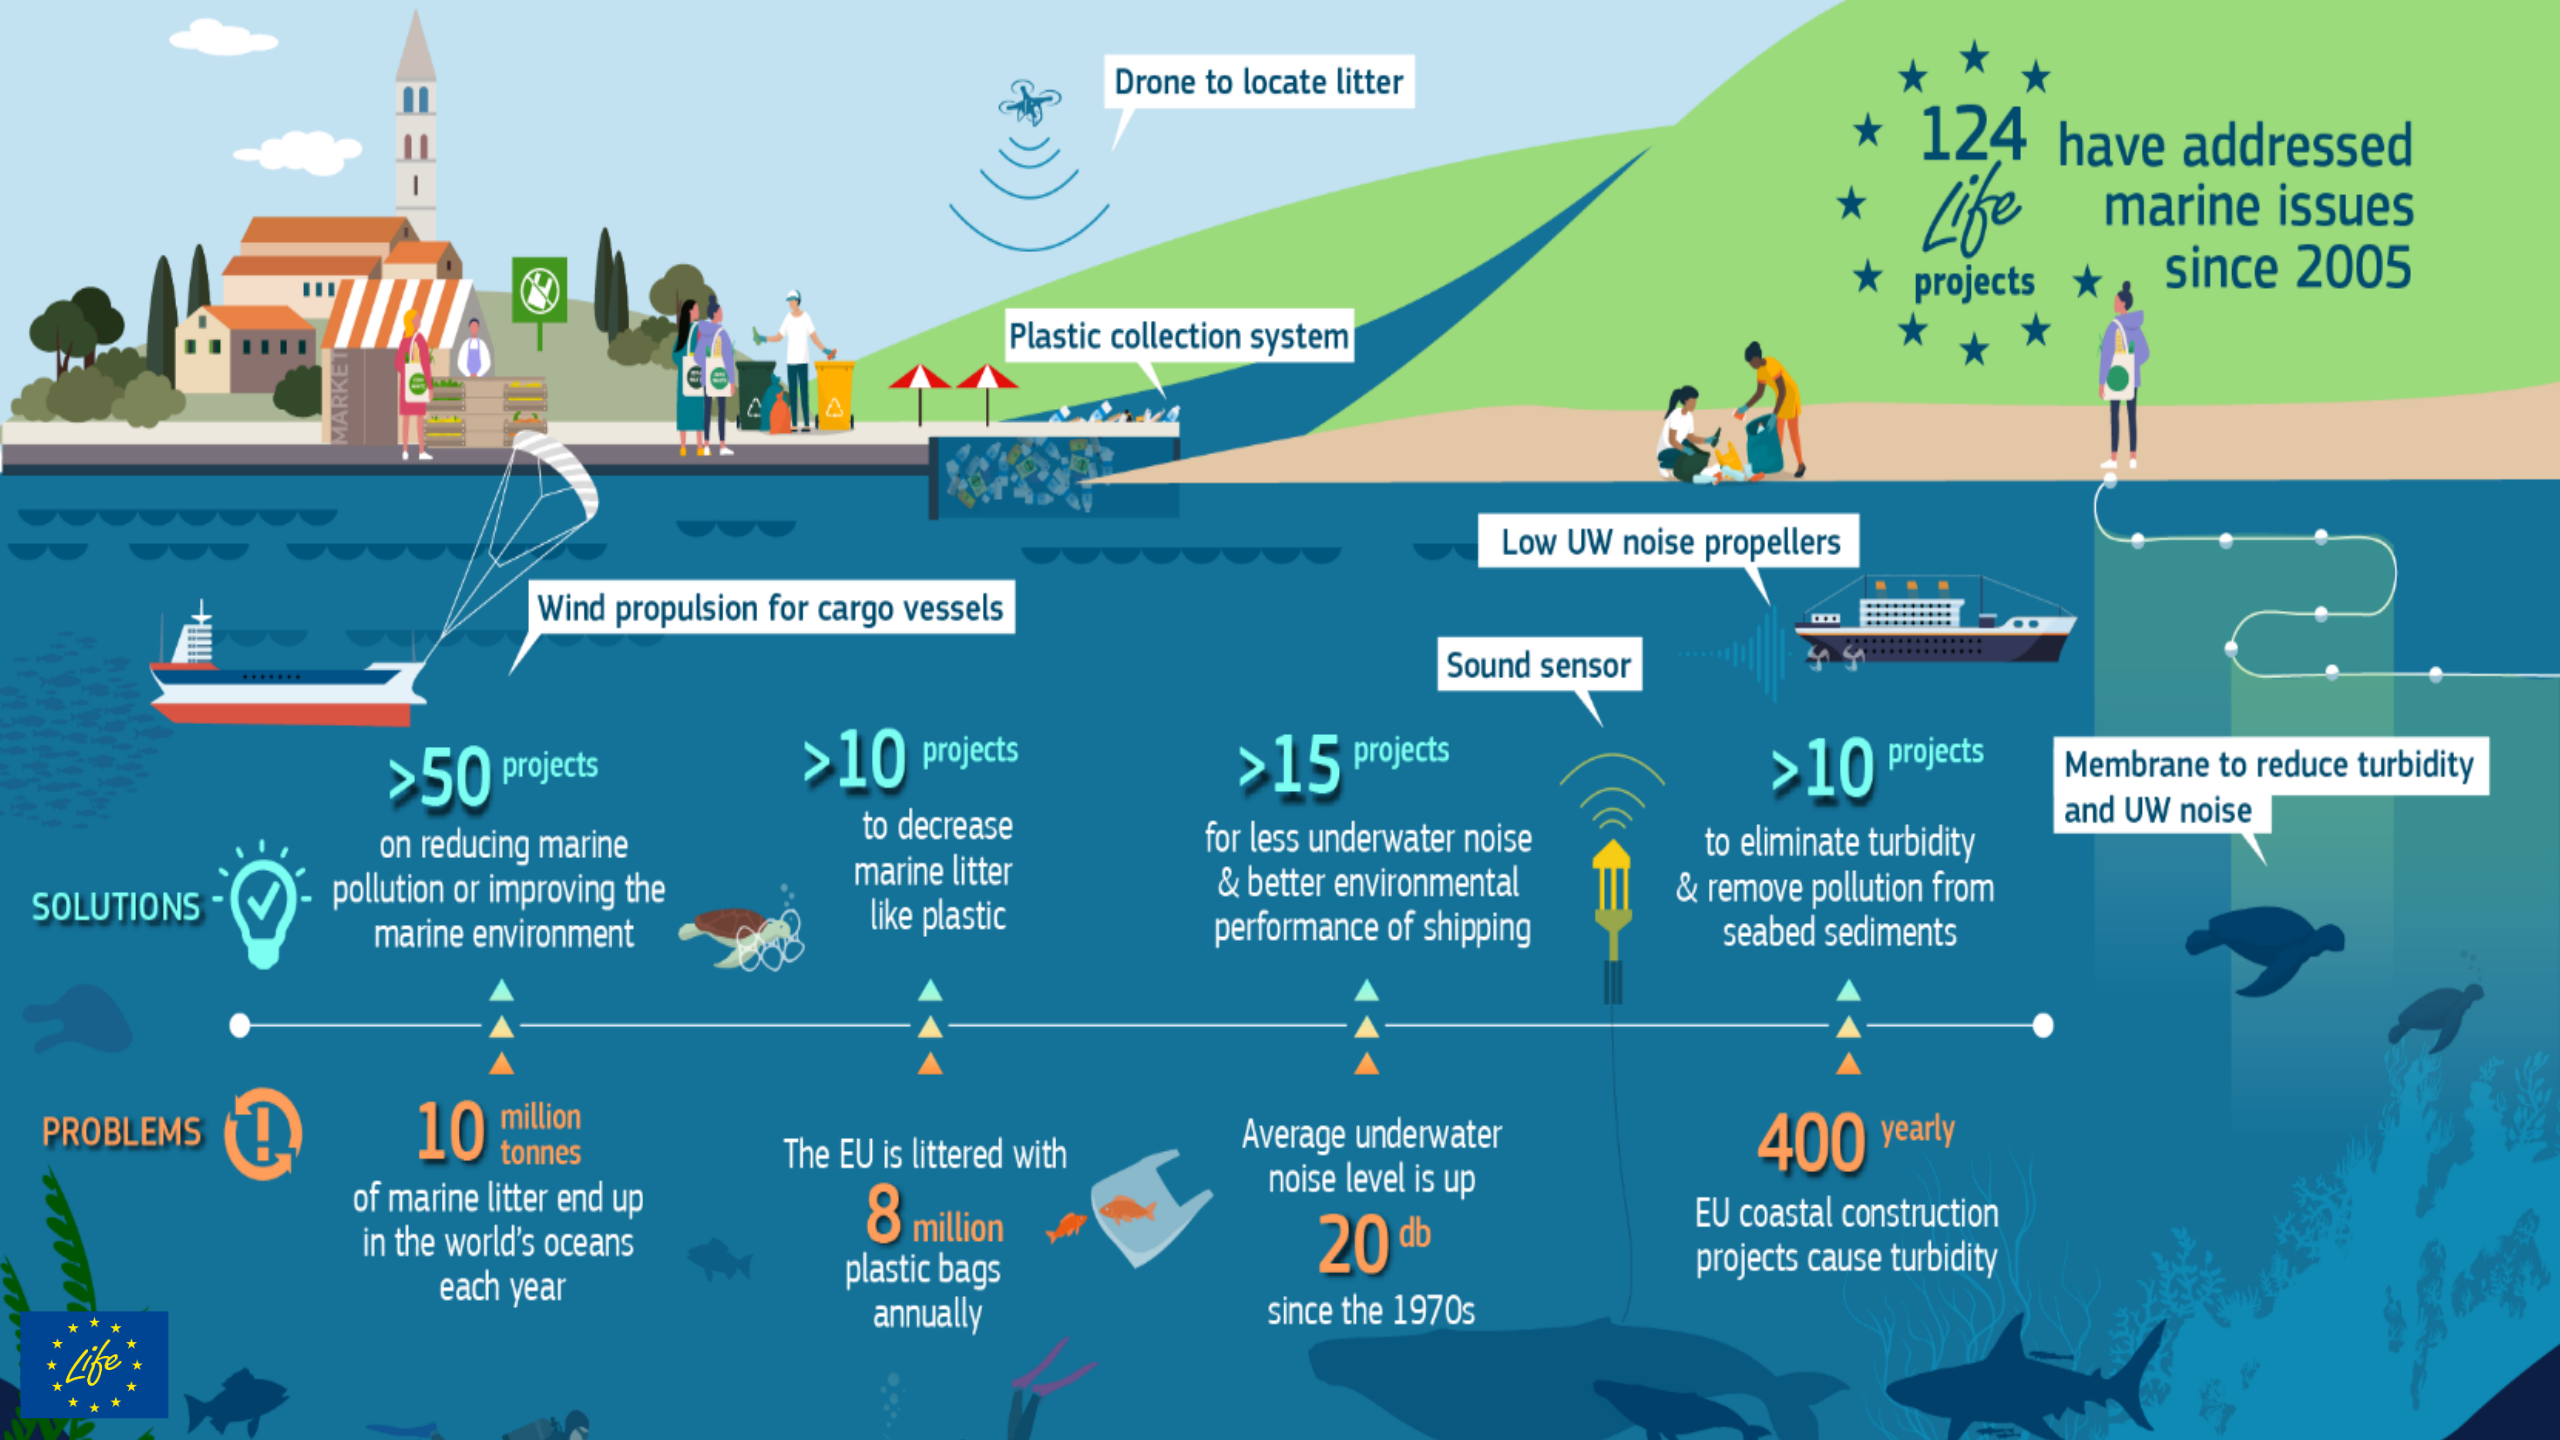 Drone to locate litter
124
Life
projects
have addressed
marine issues
since 2005
MARKET
Plastic collection system
Low UW noise propellers
Wind propulsion for cargo vessels
Sound sensor
Membrane to reduce turbidity
and UW noise
SOLUTIONS
>50 projects
on reducing marine
pollution or improving the
marine environment
>10 projects
to decrease
marine litter
like plastic
>15 projects
for less underwater noise
& better environmental
performance of shipping
>10 projects
to eliminate turbidity
& remove pollution from
seabed sediments
PROBLEMS
10 million
tonnes
of marine litter end up
in the world's oceans
each year
The EU is littered with
8 million
plastic bags
annually
Average underwater
noise level is up
20 db
since the 1970s
400 yearly
EU coastal construction
projects cause turbidity
Life